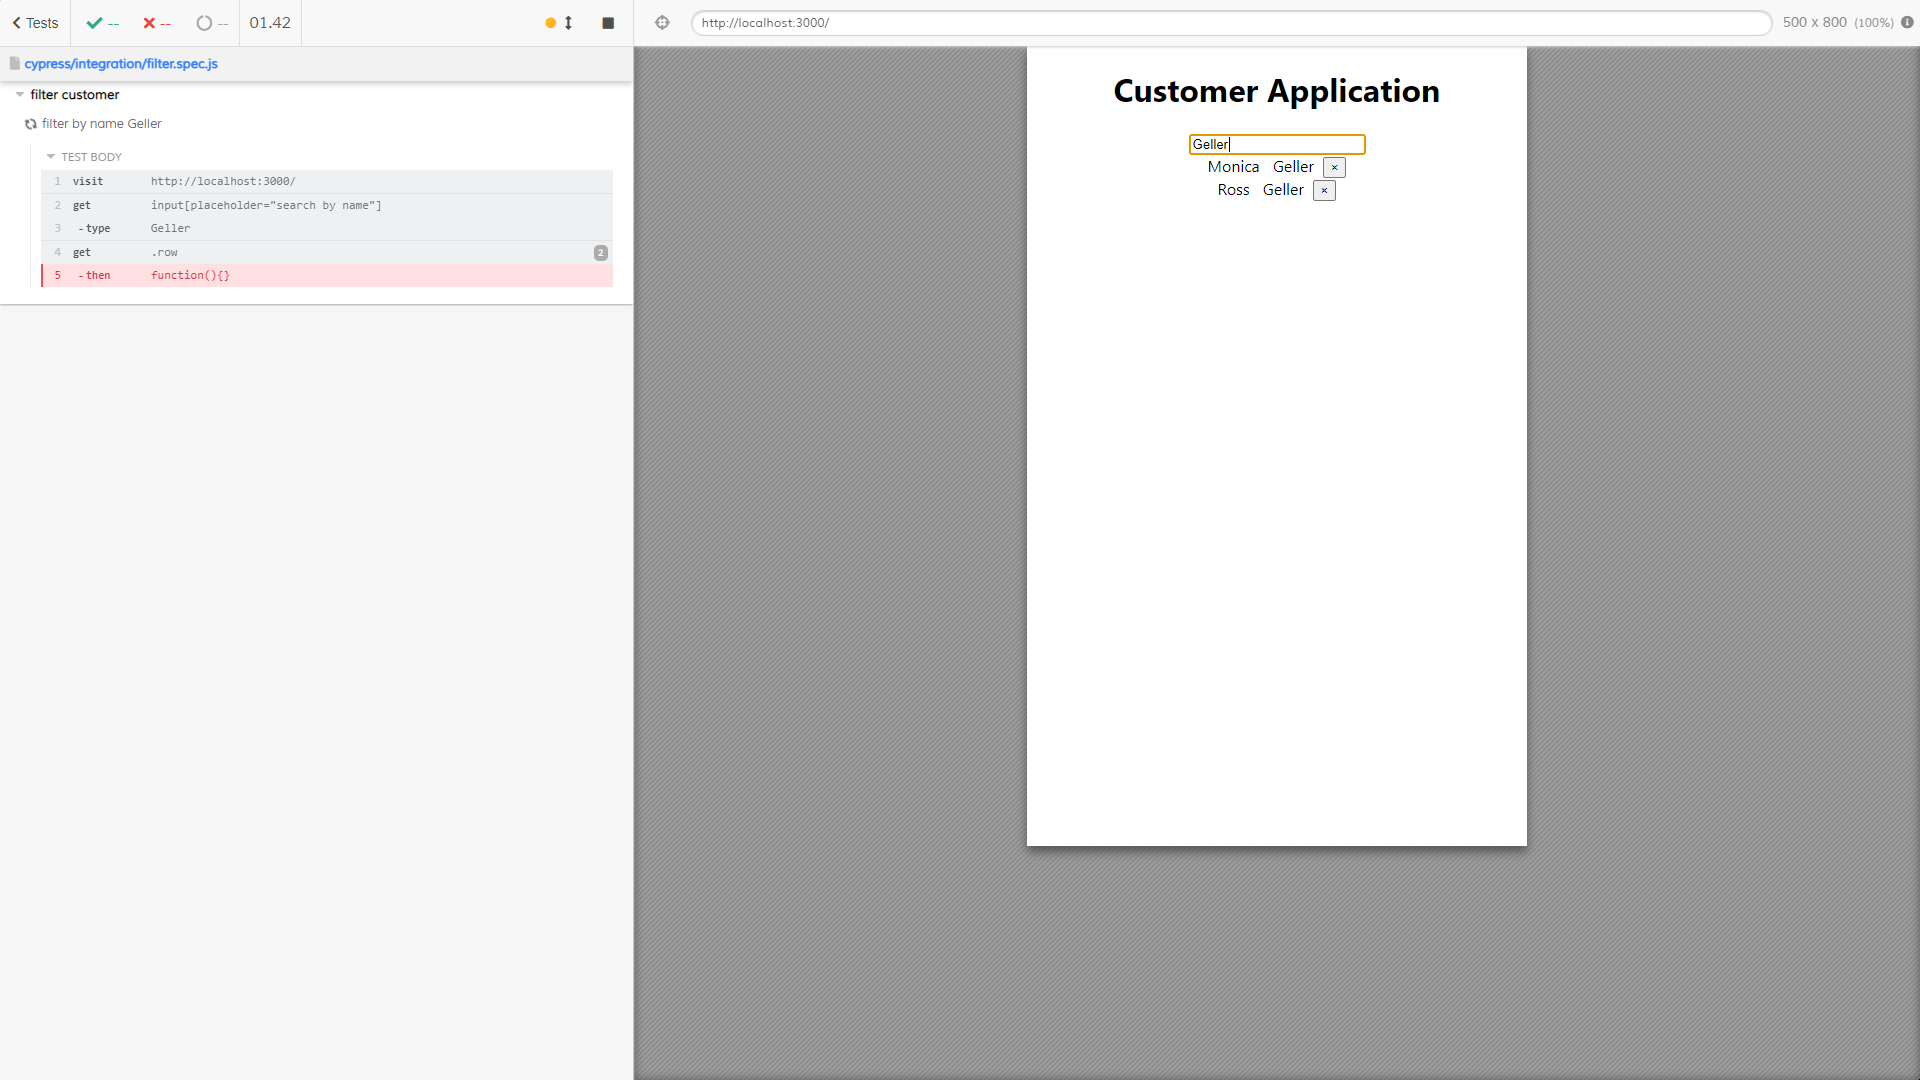 Tests -- -- -- 01.42
http://localhost:3000/ 500 x 800 (100%)
cypress/integration/filter.spec.js
filter customer
filter by name Geller
TEST BODY
1 visit http://localhost:3000/
2 get input[placeholder="search by name"]
3 -type Geller
4 get .row 2
5 -then function(){}
Customer Application
Geller
Monica Geller ×
Ross Geller ×